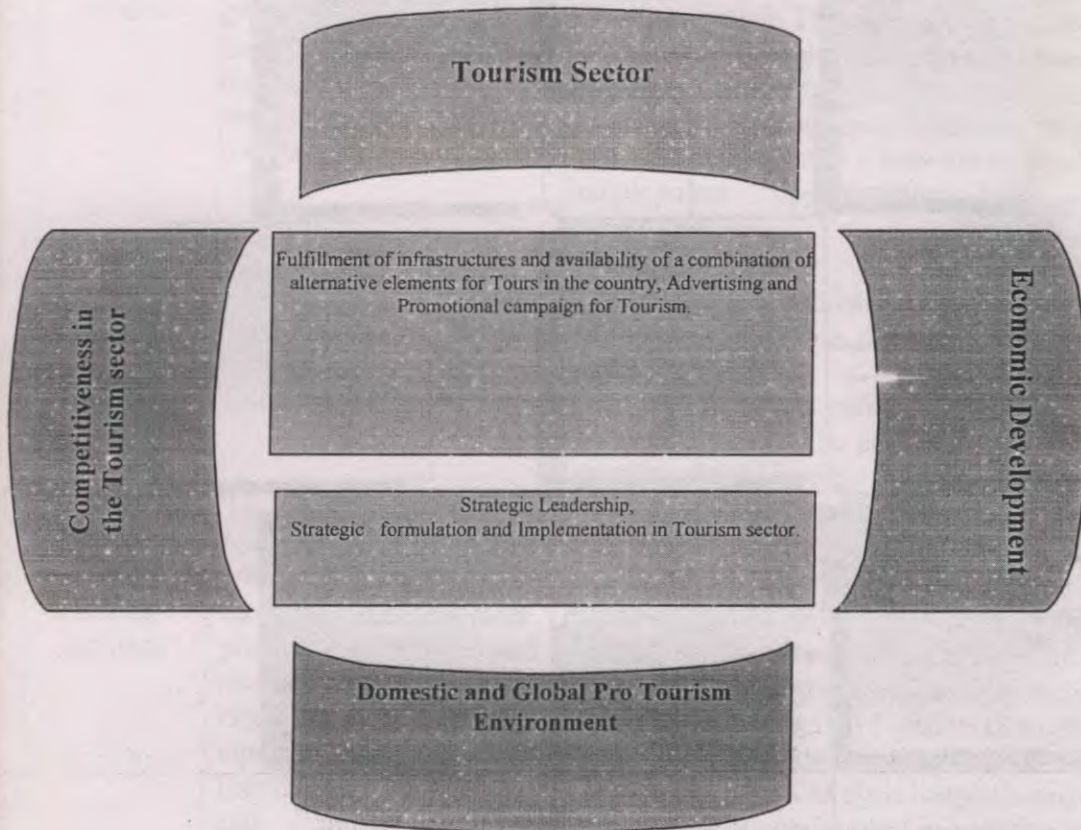 Tourism Sector
Fulfillment of infrastructures and availability of a combination of
alternative elements for Tours in the country, Advertising and
Promotional campaign for Tourism.
Competitiveness in
the Tourism sector
Economic Development
Strategic Leadership,
Strategic formulation and Implementation in Tourism sector.
Domestic and Global Pro Tourism
Environment